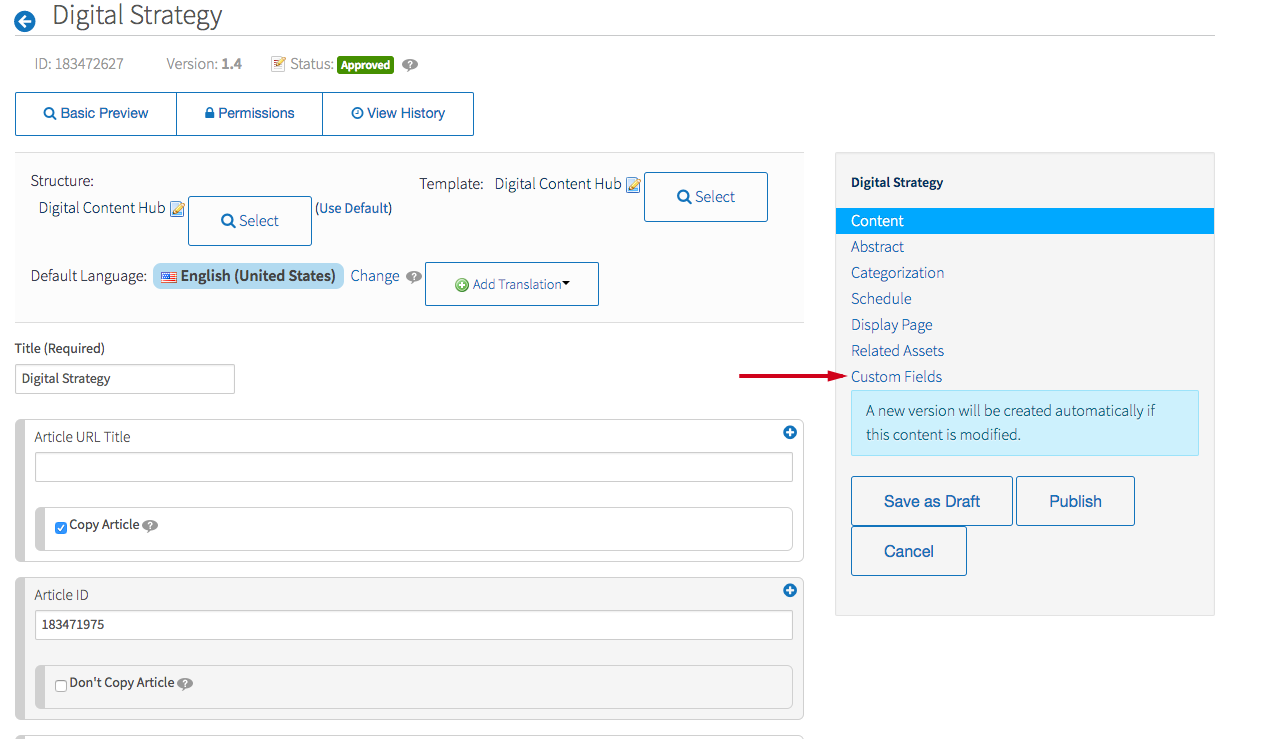 Digital Strategy
ID: 183472627 Version: 1.4 Status: Approved
Basic Preview Permissions View History
Structure:
Digital Content Hub Select (Use Default)
Template: Digital Content Hub Select
Default Language: English (United States) Change Add Translation
Title (Required)
Digital Strategy
Article URL Title
Copy Article
Article ID
183471975
Don't Copy Article
Digital Strategy
Content
Abstract
Categorization
Schedule
Display Page
Related Assets
Custom Fields
A new version will be created automatically if
this content is modified.
Save as Draft Publish
Cancel